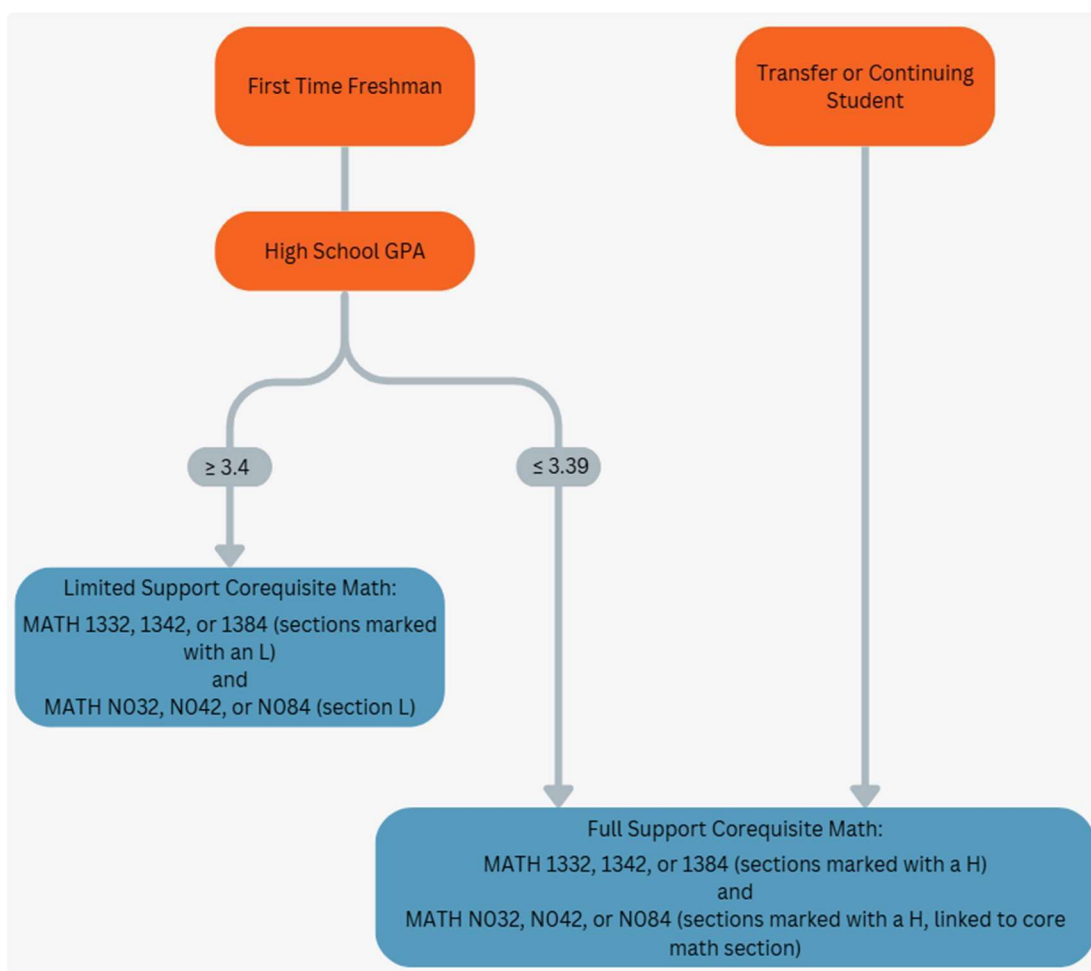 First Time Freshman
Transfer or Continuing
Student
High School GPA
≥ 3.4
≤ 3.39
Limited Support Corequisite Math:
MATH 1332, 1342, or 1384 (sections marked
with an L)
and
MATH N032, N042, or N084 (section L)
Full Support Corequisite Math:
MATH 1332, 1342, or 1384 (sections marked with a H)
and
MATH N032, N042, or N084 (sections marked with a H, linked to core
math section)